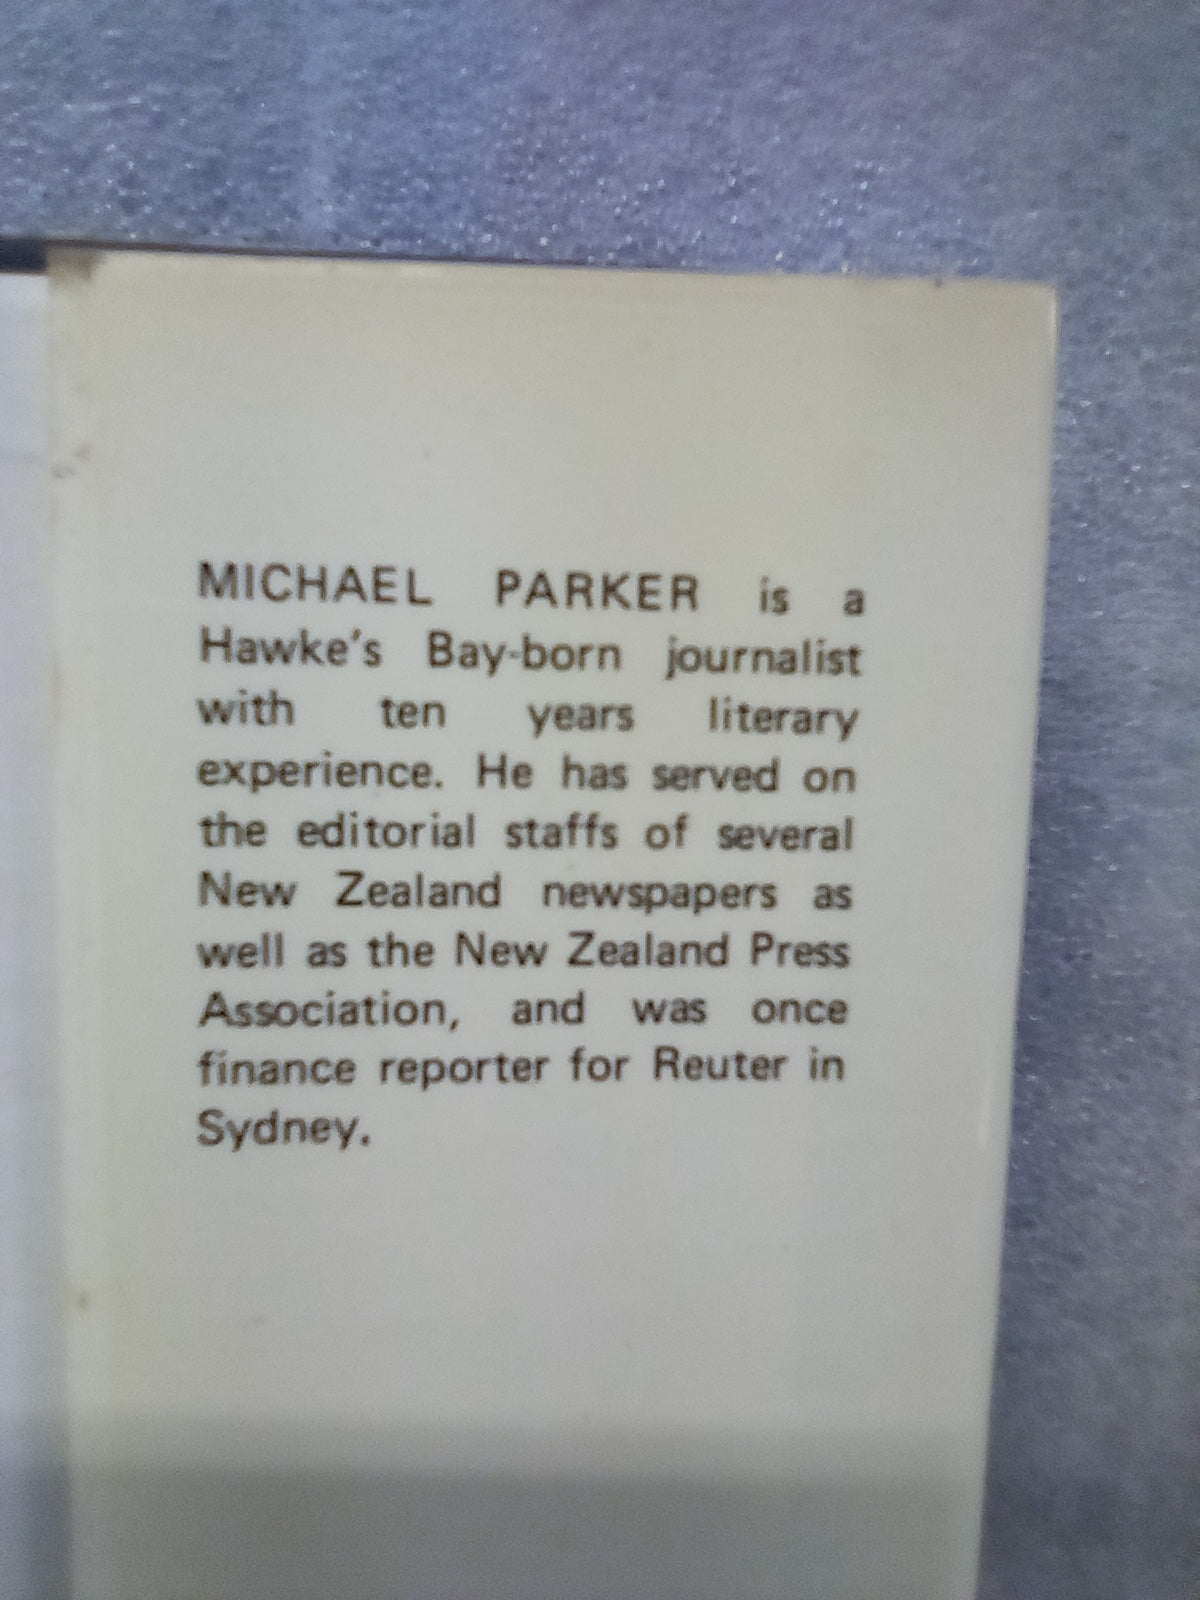 MICHAEL PARKER is a
Hawke's Bay-born journalist
with ten years literary
experience. He has served on
the editorial staffs of several
New Zealand newspapers as
well as the New Zealand Press
Association, and was once
finance reporter for Reuter in
Sydney.